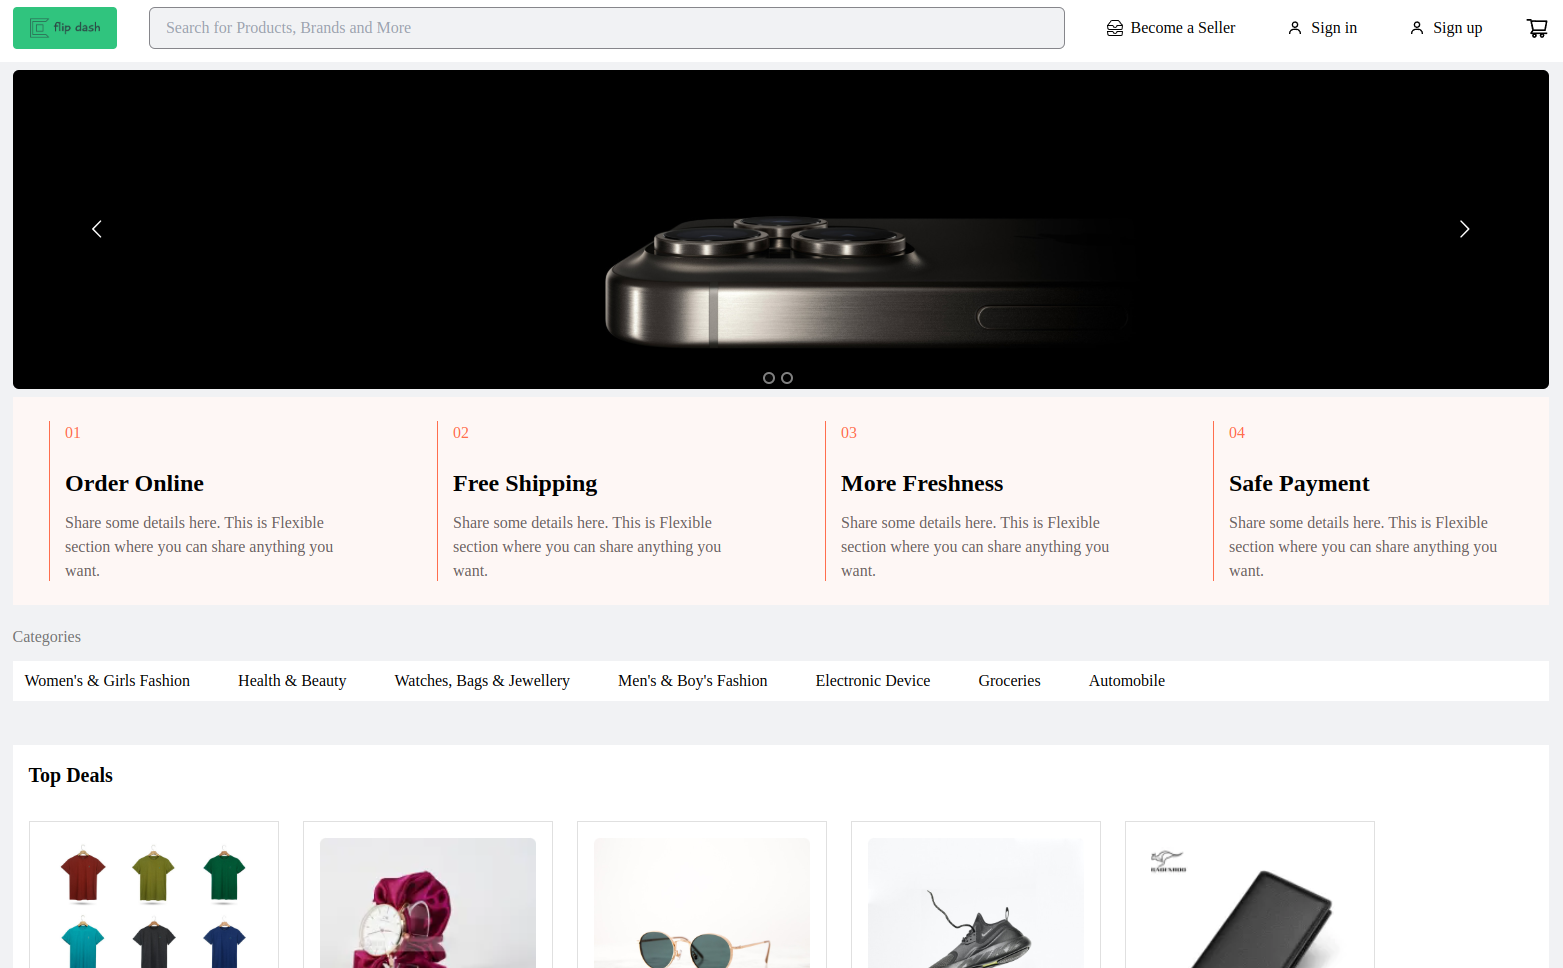 flip dash
Search for Products, Brands and More
Become a Seller
Sign in
Sign up
01
Order Online
Share some details here. This is Flexible
section where you can share anything you
want.
02
Free Shipping
Share some details here. This is Flexible
section where you can share anything you
want.
03
More Freshness
Share some details here. This is Flexible
section where you can share anything you
want.
04
Safe Payment
Share some details here. This is Flexible
section where you can share anything you
want.
Categories
Women's & Girls Fashion
Health & Beauty
Watches, Bags & Jewellery
Men's & Boy's Fashion
Electronic Device
Groceries
Automobile
Top Deals